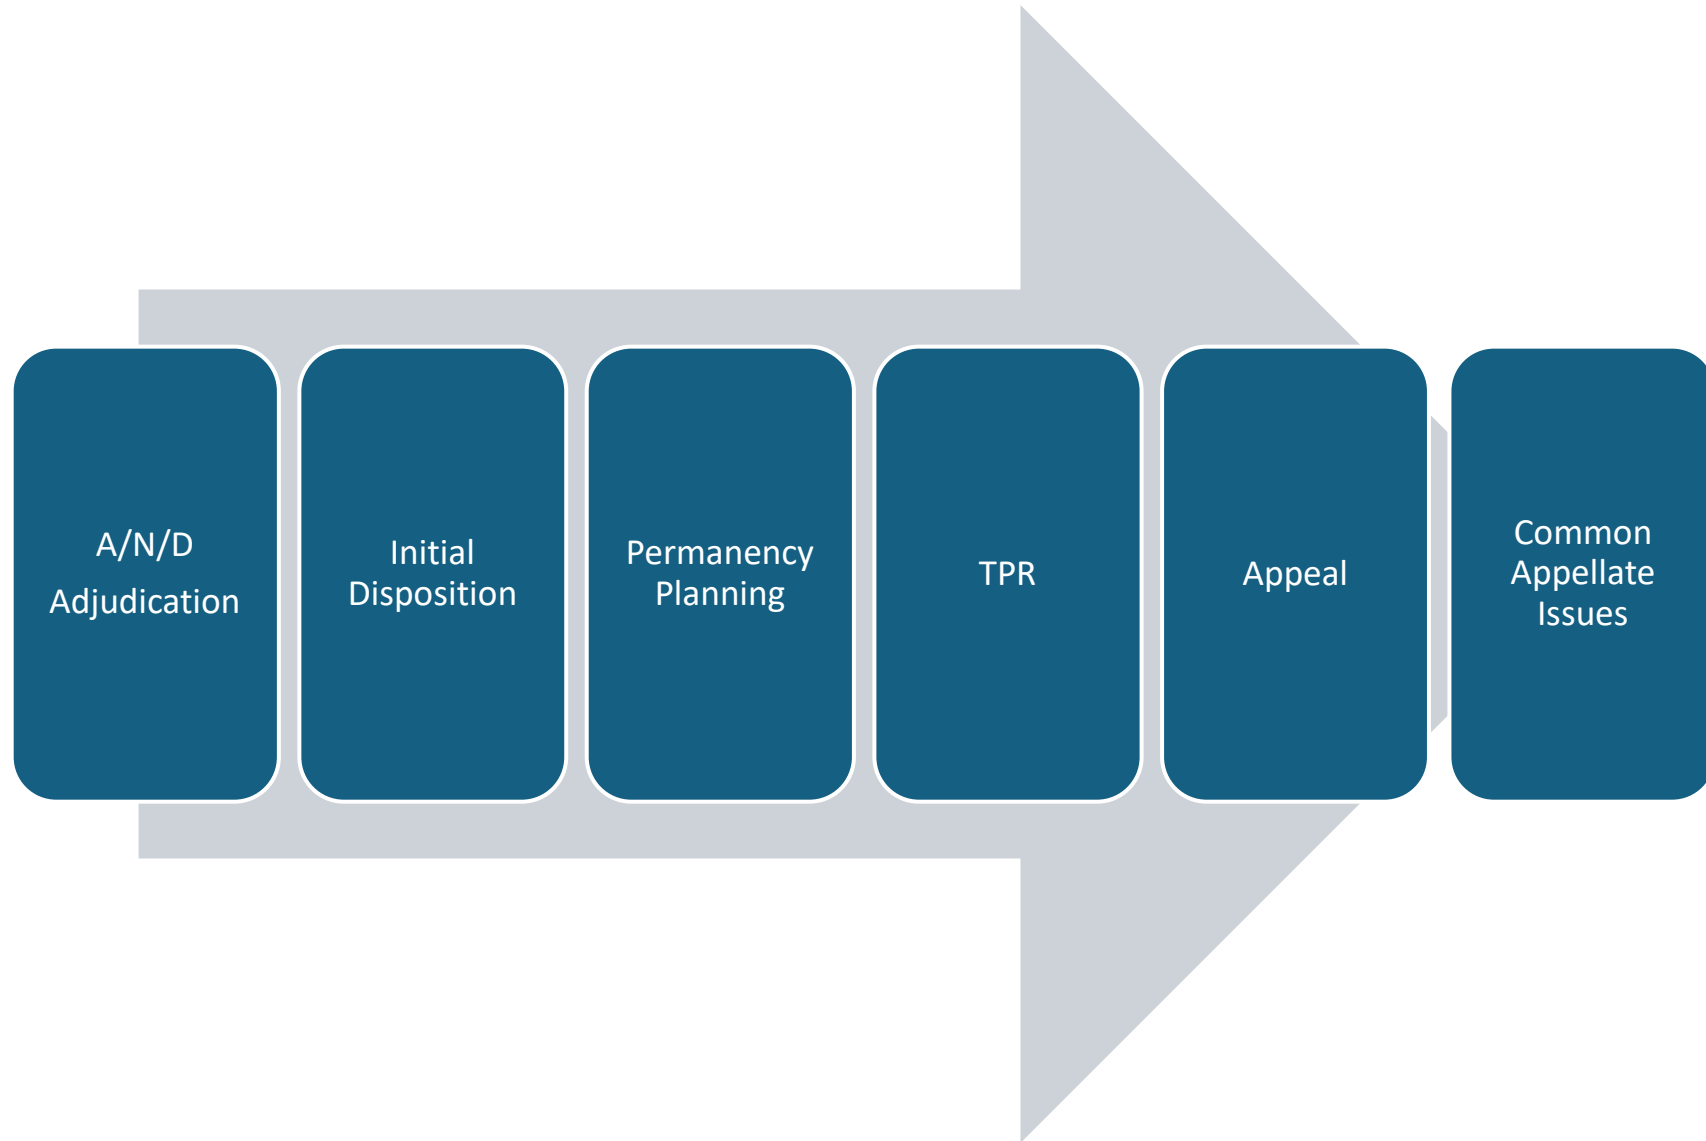 A/N/D
Adjudication
Initial
Disposition
Permanency
Planning
TPR
Appeal
Common
Appellate
Issues